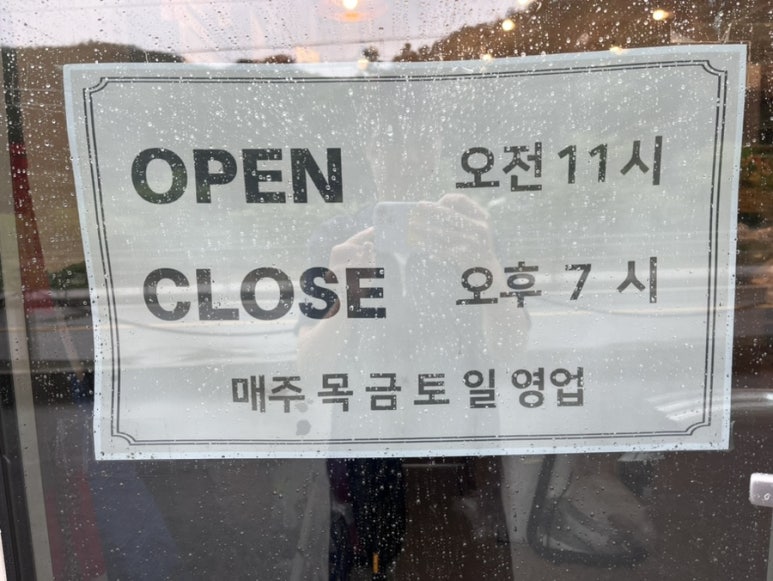 OPEN 오전 11시
CLOSE 오후 7 시
매주 목 금 토 일 영업